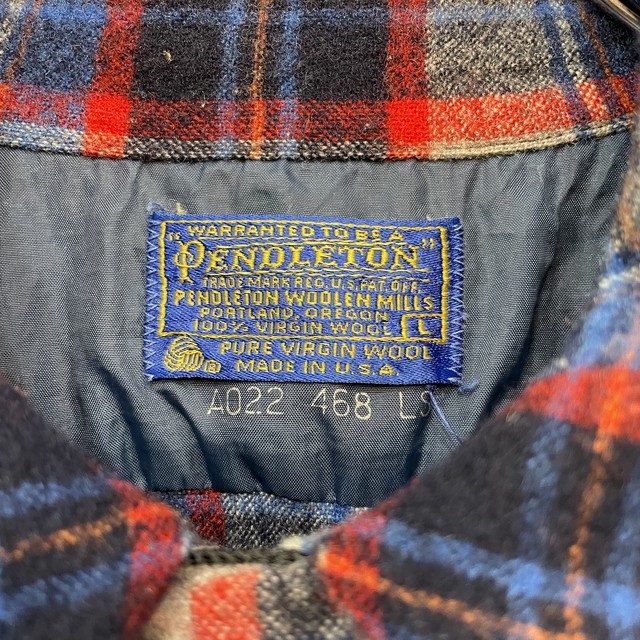 "WARRANTED TO BE A
PENDLETON"
TRADE MARK REG. U.S. PAT. OFF.
PENDLETON WOOLEN MILLS
PORTLAND, OREGON
100% VIRGIN WOOL L
® PURE VIRGIN WOOL
MADE IN U.S.A.
A022 468 LS